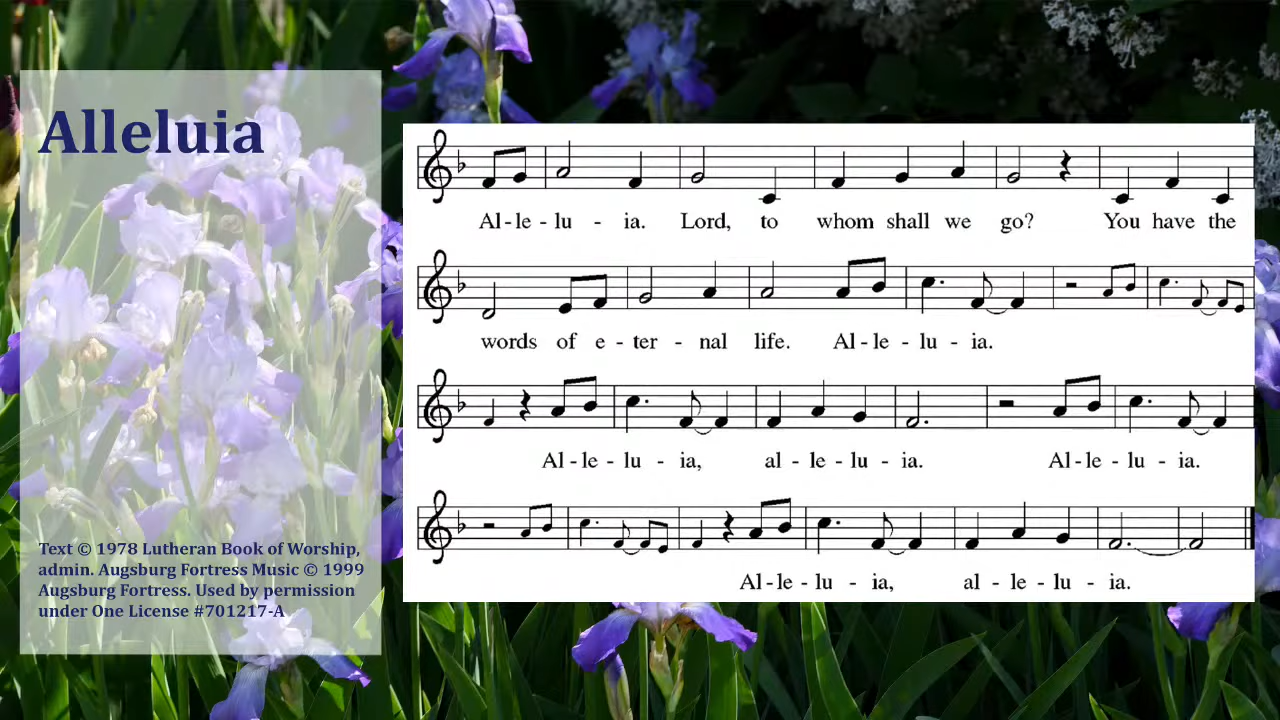 Alleluia
Al - le - lu - ia. Lord, to whom shall we go? You have the
words of e - ter - nal life. Al - le - lu - ia.
Al - le - lu - ia, al - le - lu - ia. Al - le - lu - ia.
Al - le - lu - ia, al - le - lu - ia.
Text © 1978 Lutheran Book of Worship,
admin. Augsburg Fortress Music © 1999
Augsburg Fortress. Used by permission
under One License #701217-A